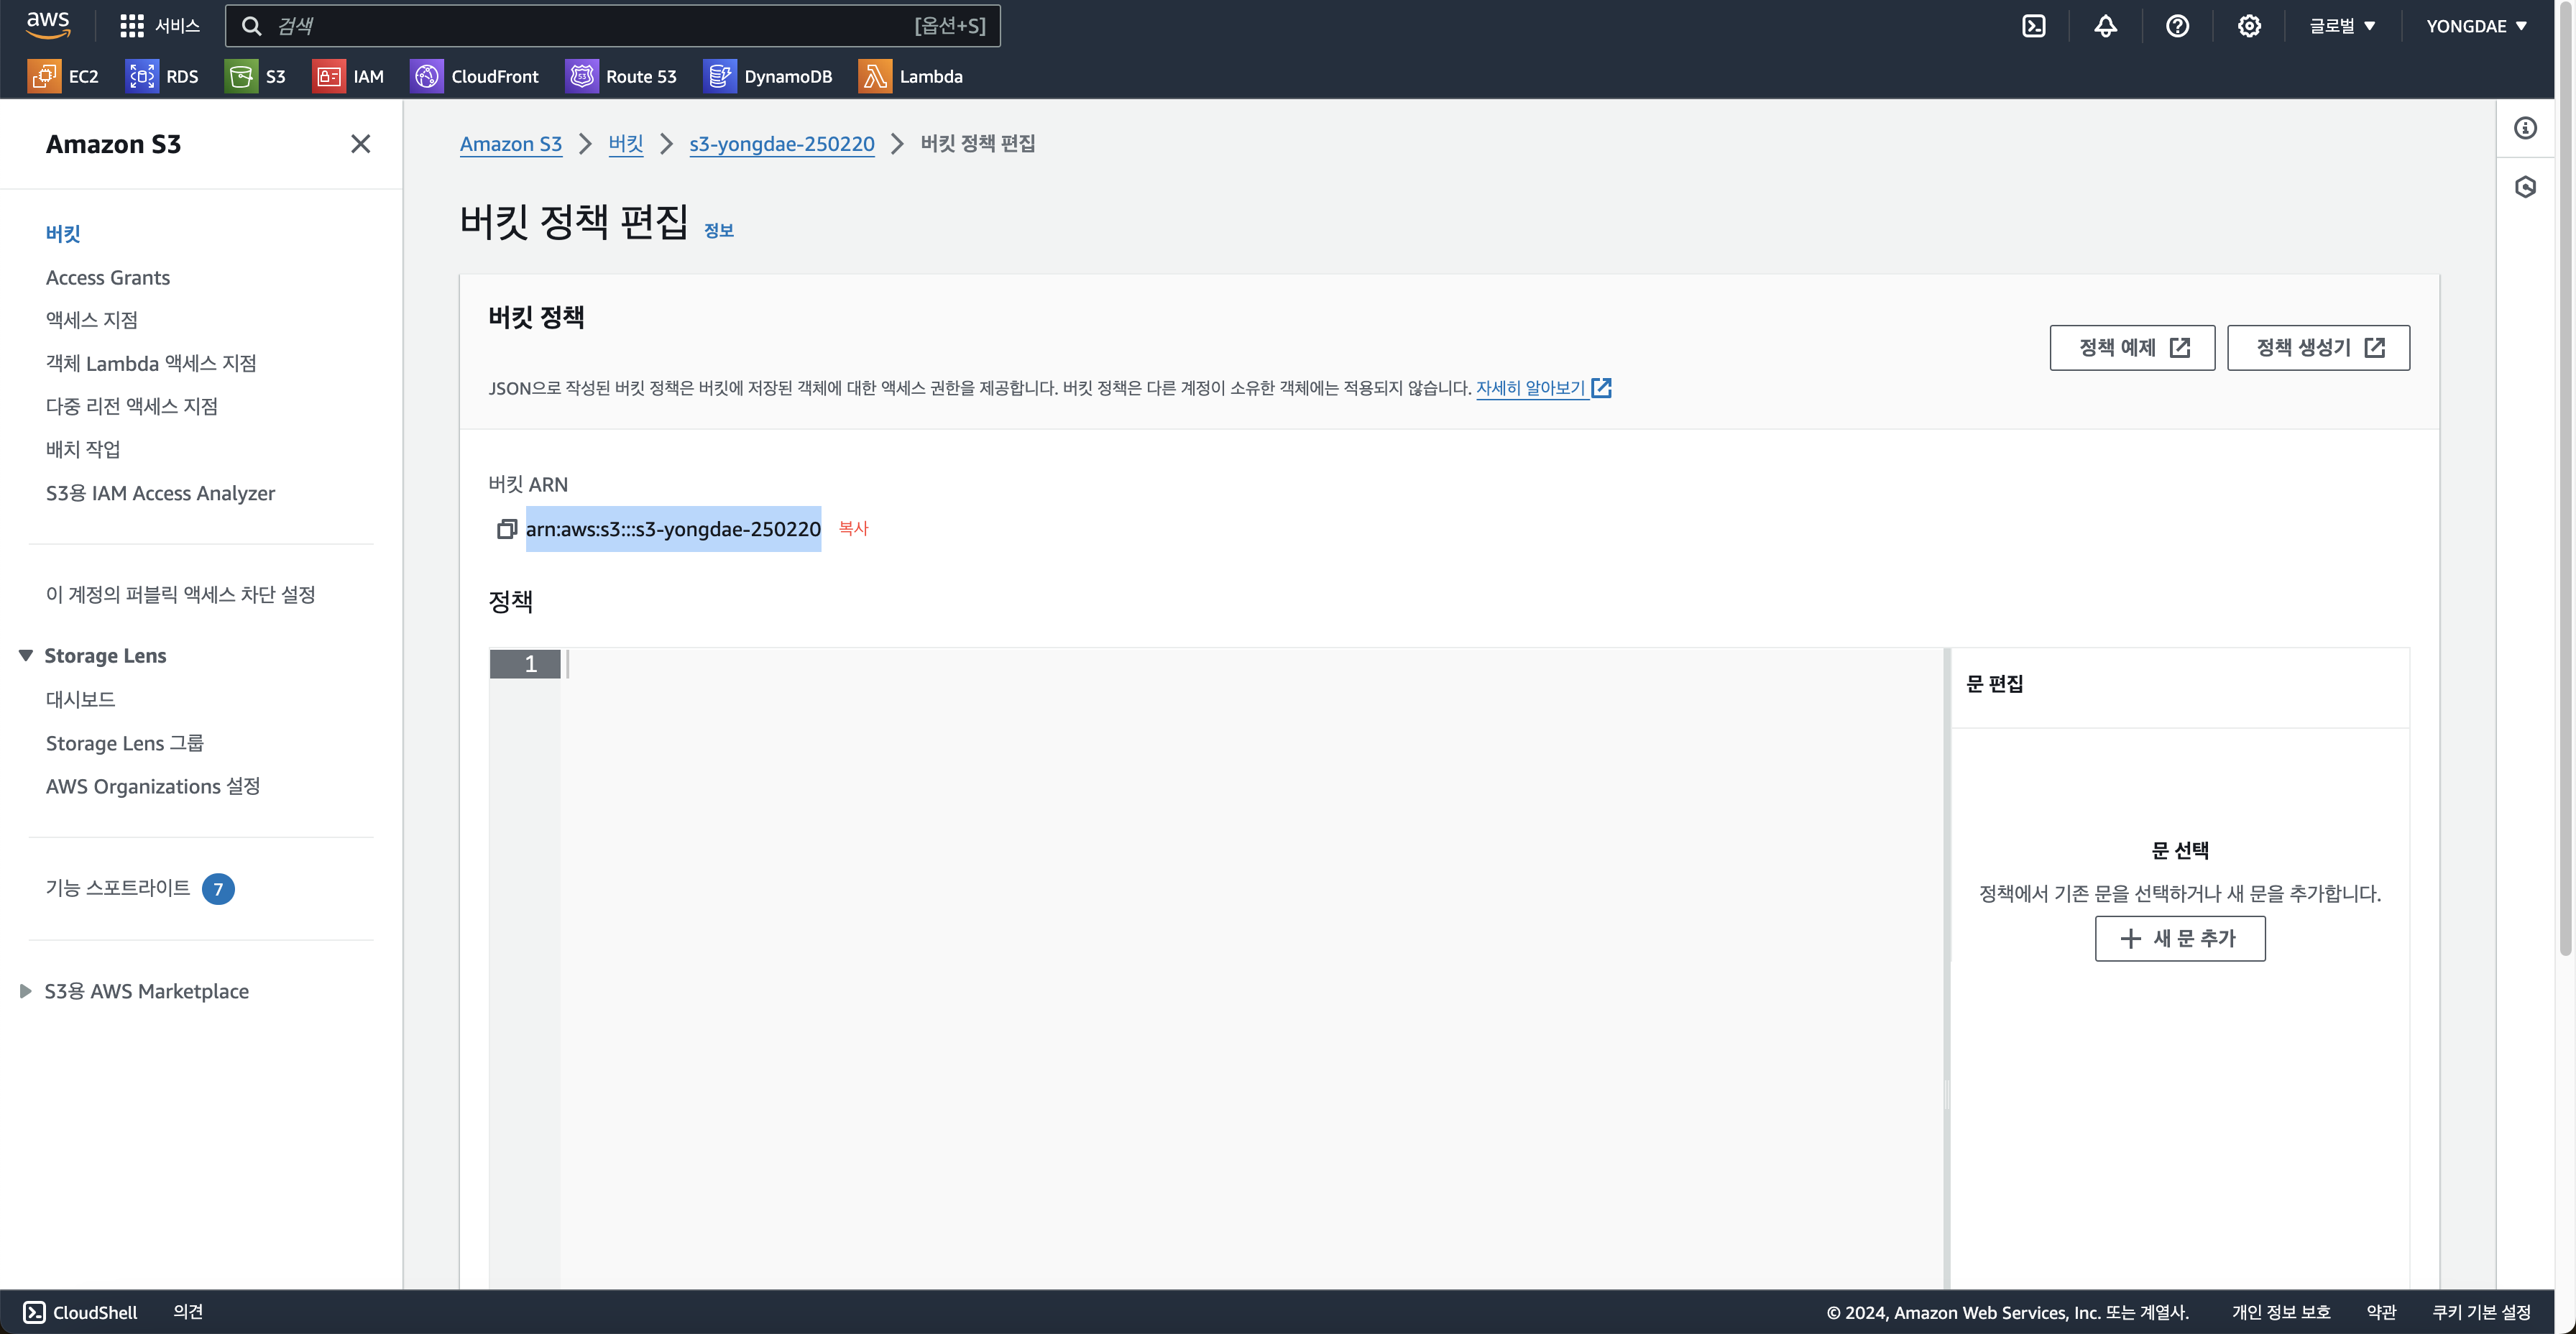 aws
서비스
검색
[옵션+S]
글로벌
YONGDAE
EC2
RDS
S3
IAM
CloudFront
Route 53
DynamoDB
Lambda
Amazon S3
버킷
Access Grants
액세스 지점
객체 Lambda 액세스 지점
다중 리전 액세스 지점
배치 작업
S3용 IAM Access Analyzer
이 계정의 퍼블릭 액세스 차단 설정
Storage Lens
대시보드
Storage Lens 그룹
AWS Organizations 설정
기능 스포트라이트 7
S3용 AWS Marketplace
Amazon S3 > 버킷 > s3-yongdae-250220 > 버킷 정책 편집
버킷 정책 편집 정보
버킷 정책
정책 예제
정책 생성기
JSON으로 작성된 버킷 정책은 버킷에 저장된 객체에 대한 액세스 권한을 제공합니다. 버킷 정책은 다른 계정이 소유한 객체에는 적용되지 않습니다. 자세히 알아보기
버킷 ARN
arn:aws:s3:::s3-yongdae-250220 복사
정책
1
문 편집
문 선택
정책에서 기존 문을 선택하거나 새 문을 추가합니다.
새 문 추가
CloudShell
의견
© 2024, Amazon Web Services, Inc. 또는 계열사.
개인 정보 보호
약관
쿠키 기본 설정